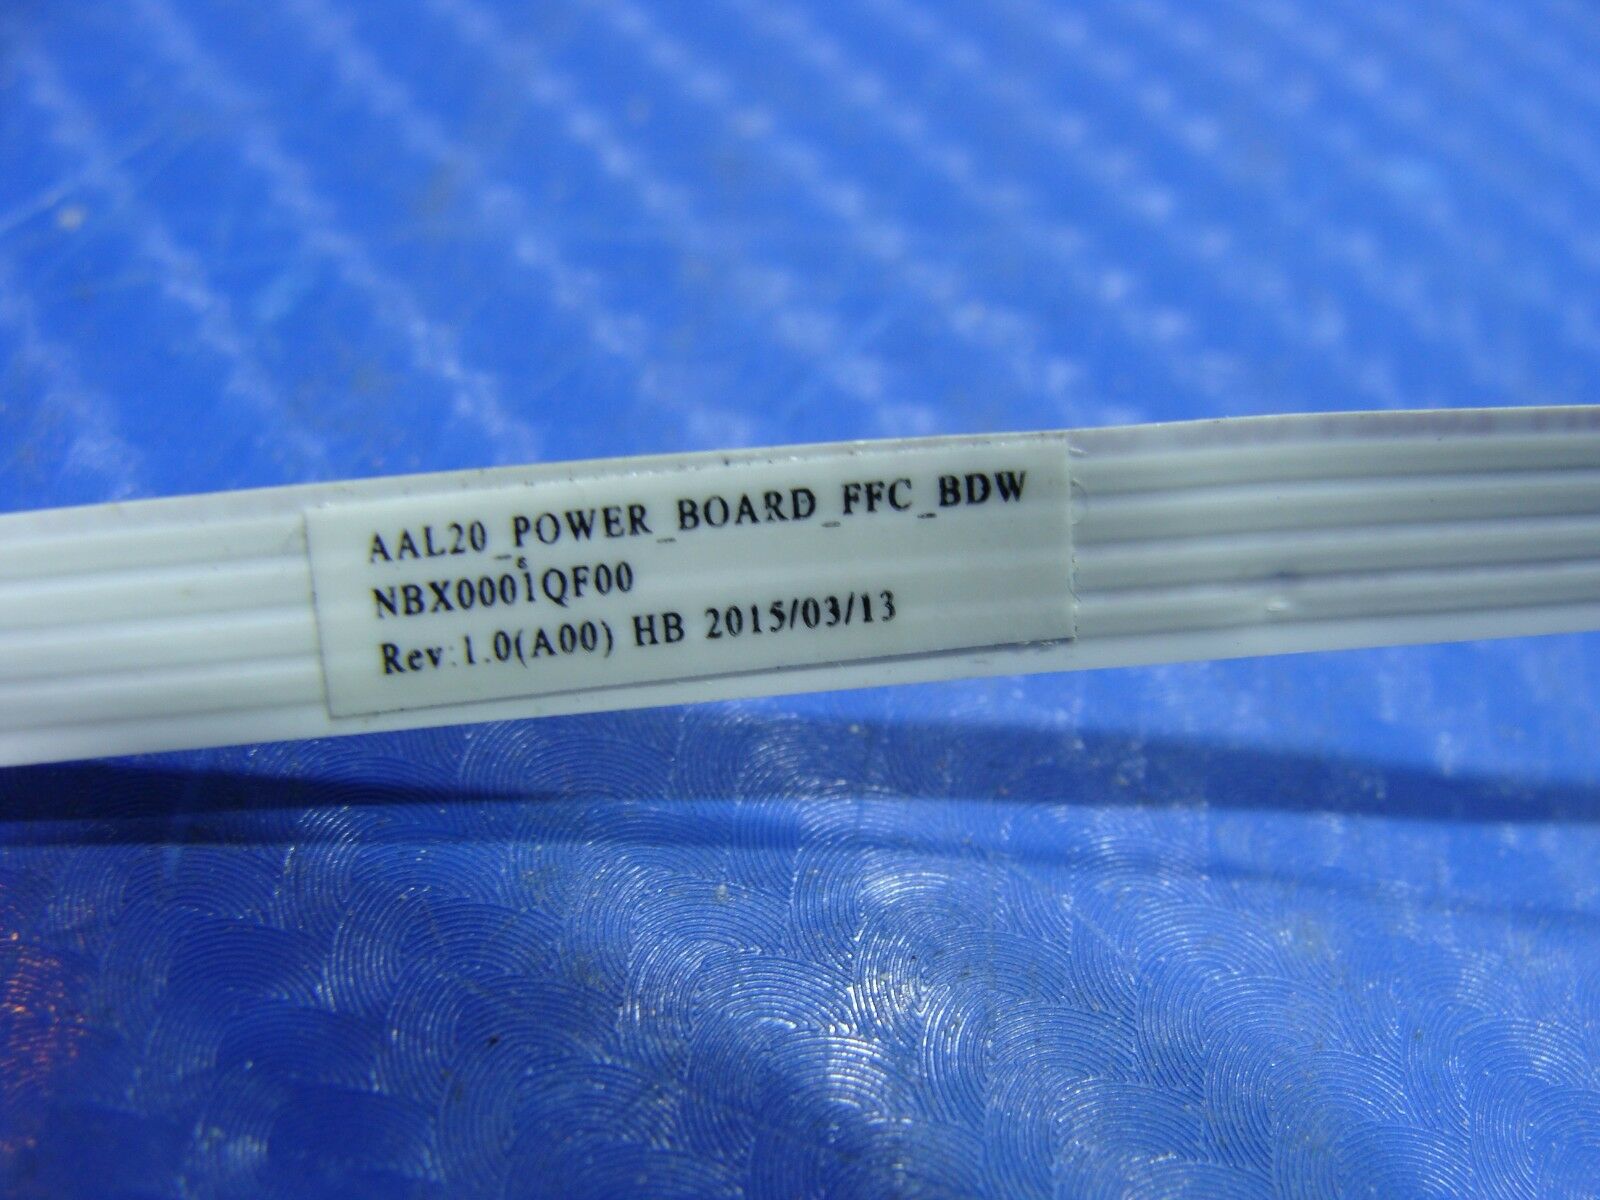 AAL20_POWER_BOARD_FFC_BDW
NBX0001QF00
Rev:1.0(A00) HB 2015/03/13